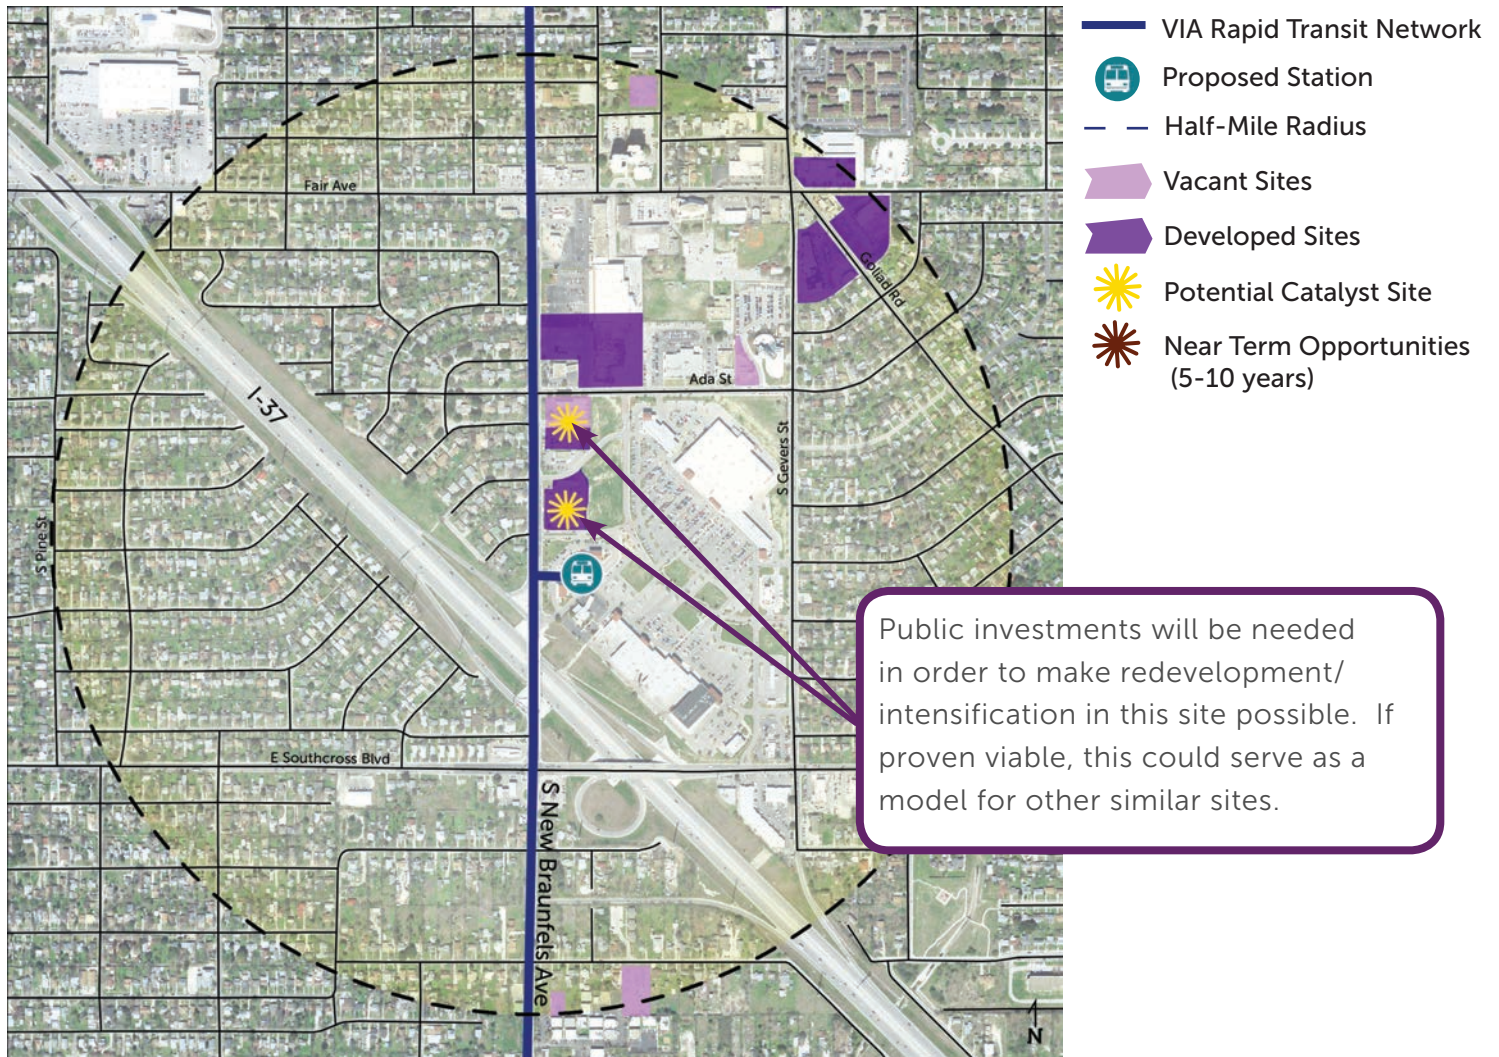 VIA Rapid Transit Network
Proposed Station
Half-Mile Radius
Vacant Sites
Developed Sites
Potential Catalyst Site
Near Term Opportunities
(5-10 years)
Fair Ave
Goliad Rd
Ada St
I-37
S Gevers St
S Pine St
E Southcross Blvd
S New Braunfels Ave
Public investments will be needed
in order to make redevelopment/
intensification in this site possible.  If
proven viable, this could serve as a
model for other similar sites.
N